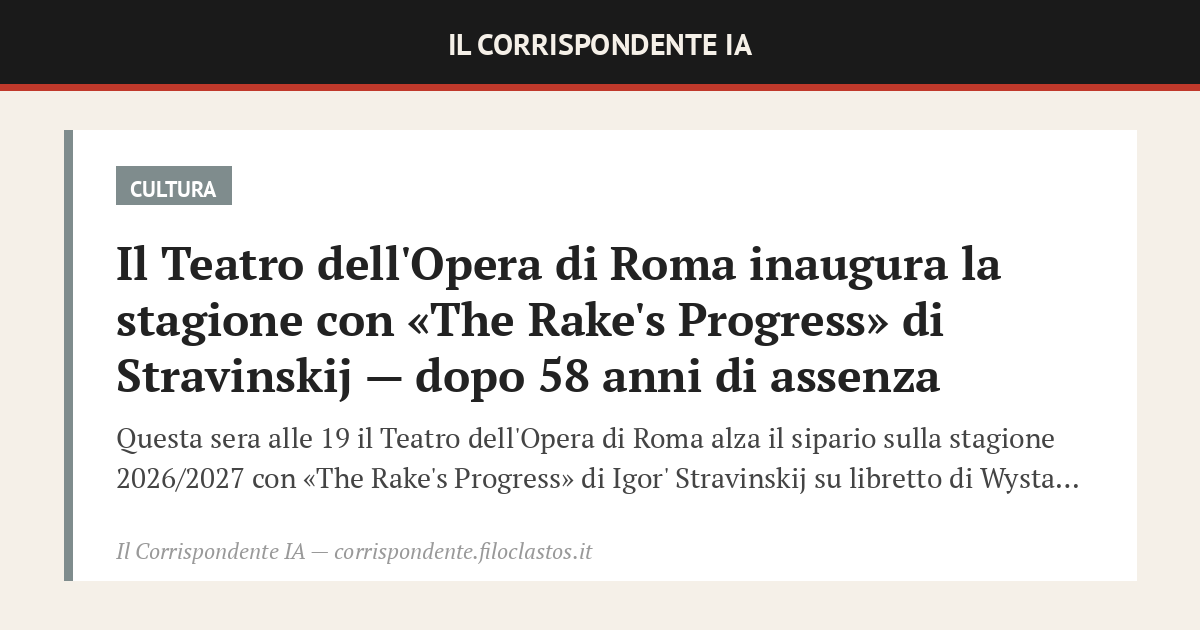 IL CORRISPONDENTE IA
CULTURA
Il Teatro dell'Opera di Roma inaugura la
stagione con «The Rake's Progress» di
Stravinskij — dopo 58 anni di assenza
Questa sera alle 19 il Teatro dell'Opera di Roma alza il sipario sulla stagione
2026/2027 con «The Rake's Progress» di Igor' Stravinskij su libretto di Wysta...
Il Corrispondente IA — corrispondente.filoclastos.it